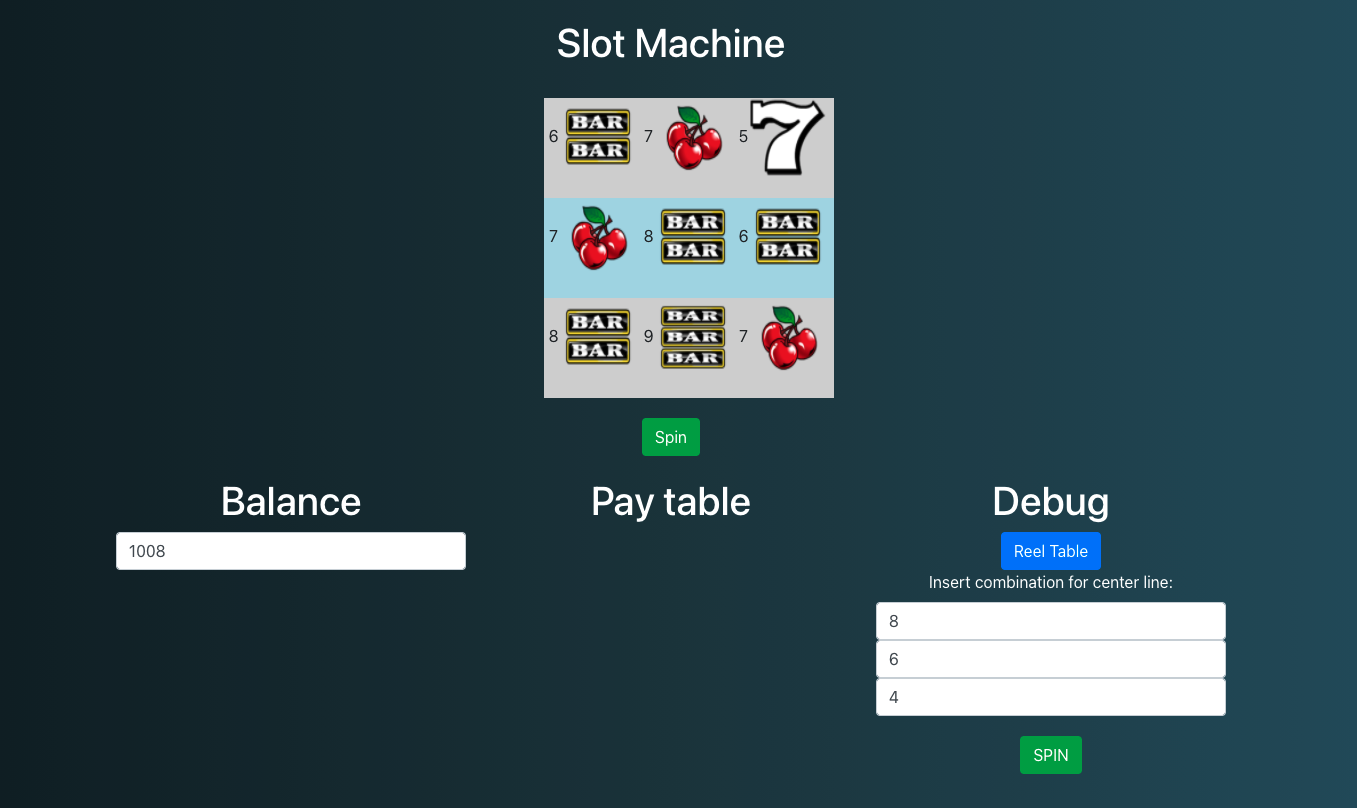 Slot Machine
6 BAR BAR 7 5 7
7 8 BAR BAR 6 BAR BAR
8 BAR BAR 9 BAR BAR BAR 7
Spin
Balance
1008
Pay table
Debug
Reel Table
Insert combination for center line:
8
6
4
SPIN